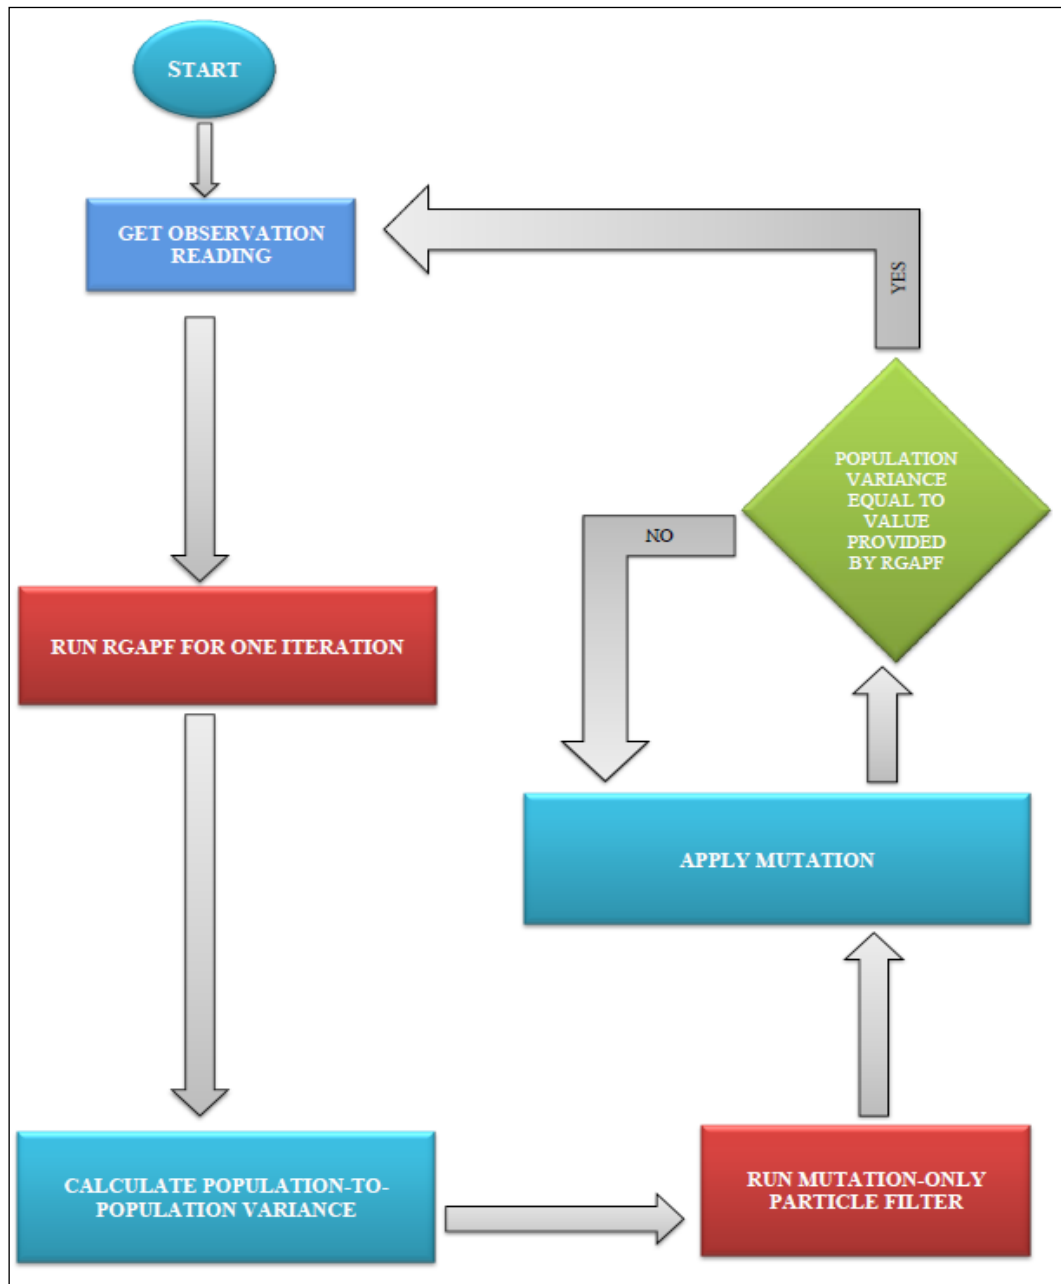 START
GET OBSERVATION
READING
YES
POPULATION
VARIANCE
EQUAL TO
VALUE
PROVIDED
BY RGAPF
NO
RUN RGAPF FOR ONE ITERATION
APPLY MUTATION
CALCULATE POPULATION-TO-
POPULATION VARIANCE
RUN MUTATION-ONLY
PARTICLE FILTER